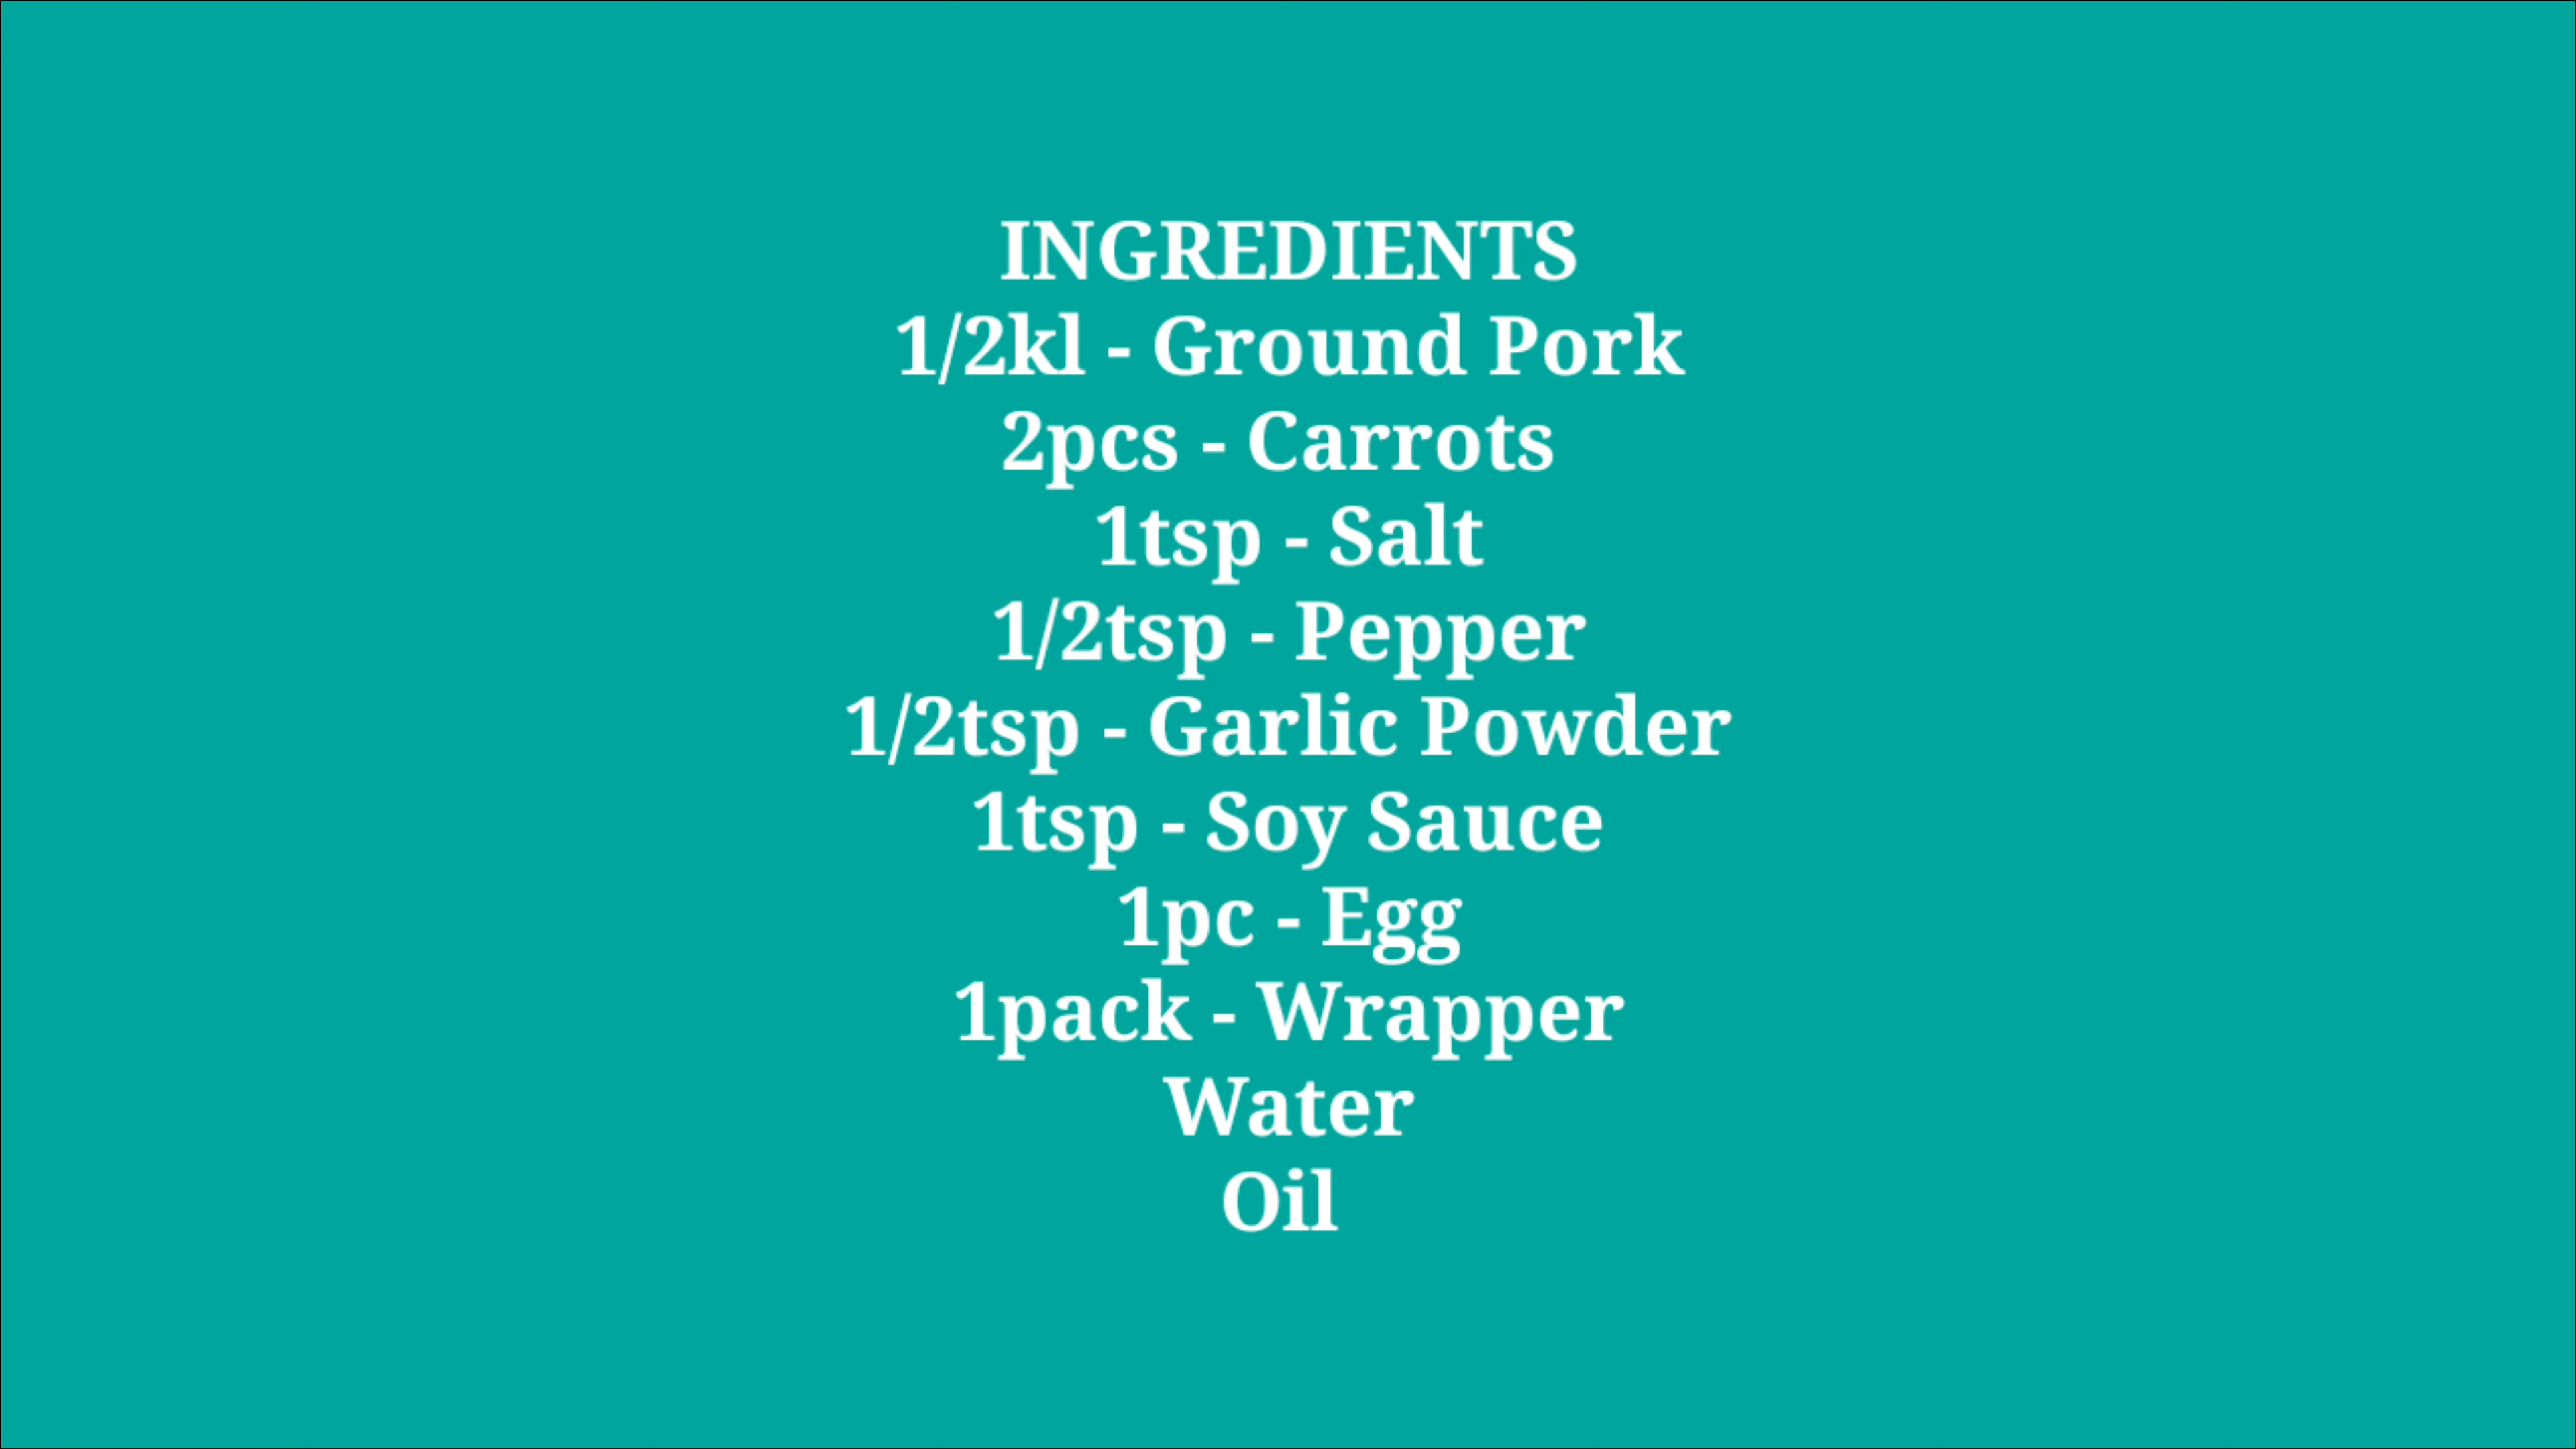 INGREDIENTS
1/2kl - Ground Pork
2pcs - Carrots
1tsp - Salt
1/2tsp - Pepper
1/2tsp - Garlic Powder
1tsp - Soy Sauce
1pc - Egg
1pack - Wrapper
Water
Oil